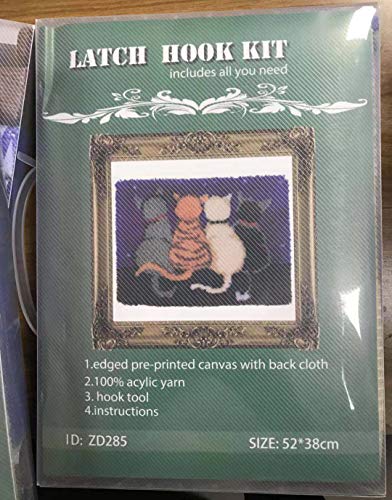 LATCH HOOK KIT
includes all you need
1.edged pre-printed canvas with back cloth
2.100% acylic yarn
3. hook tool
4.instructions
ID: ZD285 SIZE: 52*38cm